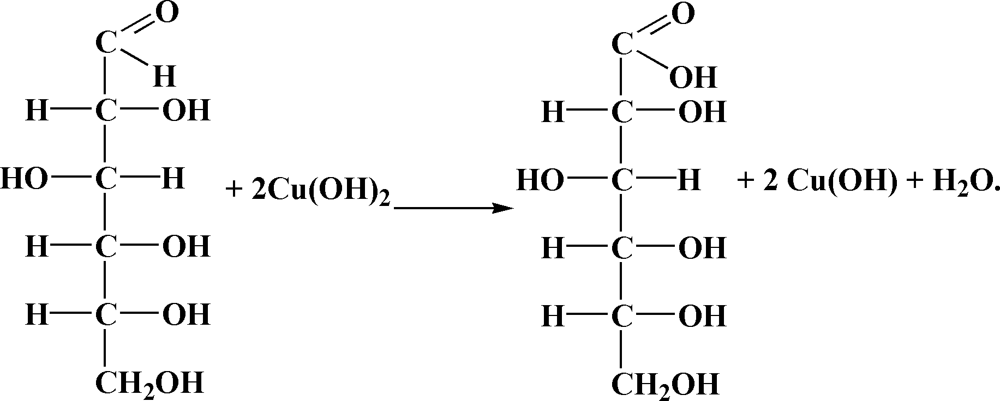 O O
C C
H OH
H C OH H C OH
HO C H + 2Cu(OH)2 HO C H + 2 Cu(OH) + H2O.
H C OH H C OH
H C OH H C OH
CH2OH CH2OH